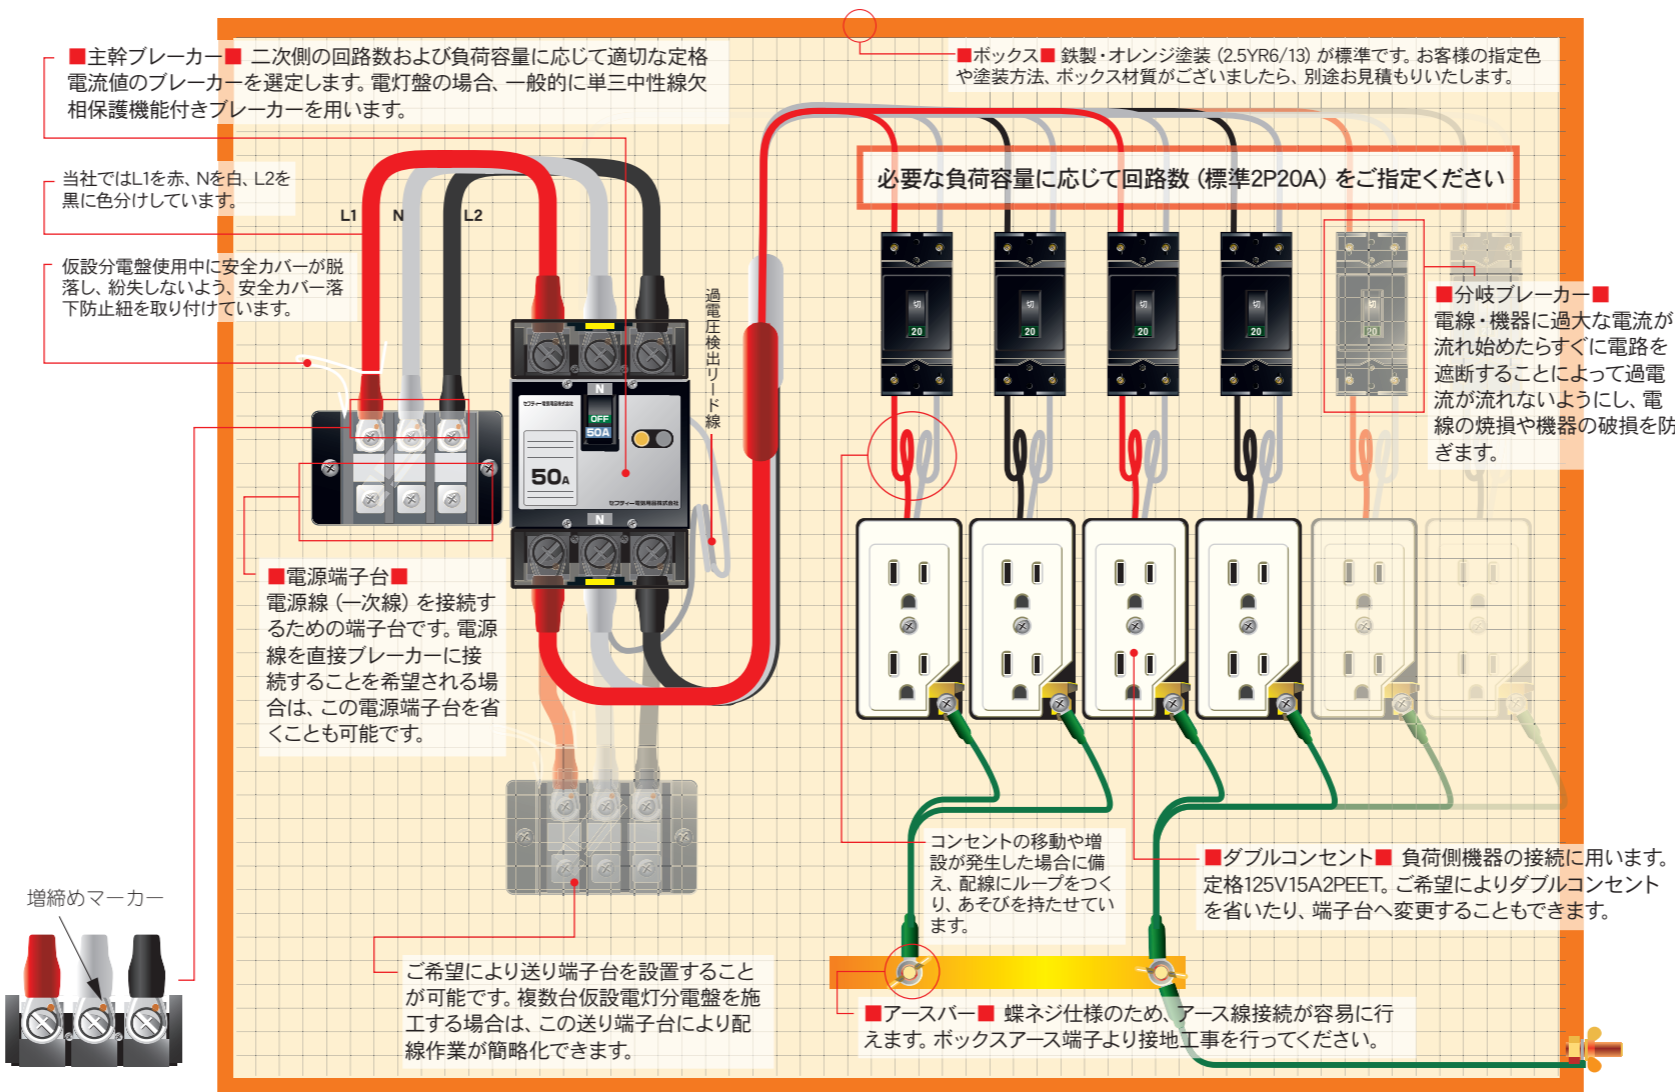 ■主幹ブレーカー■ 二次側の回路数および負荷容量に応じて適切な定格
電流値のブレーカーを選定します。電灯盤の場合、一般的に単三中性線欠
相保護機能付きブレーカーを用います。
■ボックス■ 鉄製・オレンジ塗装 (2.5YR6/13) が標準です。お客様の指定色
や塗装方法、ボックス材質がございましたら、別途お見積もりいたします。
当社ではL1を赤、Nを白、L2を
黒に色分けしています。
L1
N
L2
必要な負荷容量に応じて回路数 (標準2P20A) をご指定ください
仮設分電盤使用中に安全カバーが脱
落し、紛失しないよう、安全カバー落
下防止紐を取り付けています。
過電圧検出リード線
切
20
切
20
切
20
切
20
切
20
■分岐ブレーカー■
電線・機器に過大な電流が
流れ始めたらすぐに電路を
遮断することによって過電
流が流れないようにし、電
線の焼損や機器の破損を防
ぎます。
N
セフティー電気用品株式会社
OFF
50A
50A
セフティー電気用品株式会社
N
■電源端子台■
電源線 (一次線) を接続す
るための端子台です。電源
線を直接ブレーカーに接
続することを希望される場
合は、この電源端子台を省
くことも可能です。
コンセントの移動や増
設が発生した場合に備
え、配線にループをつく
り、あそびを持たせてい
ます。
■ダブルコンセント■ 負荷側機器の接続に用います。
定格125V15A2PEET。ご希望によりダブルコンセント
を省いたり、端子台へ変更することもできます。
増締めマーカー
ご希望により送り端子台を設置すること
が可能です。複数台仮設電灯分電盤を施
工する場合は、この送り端子台により配
線作業が簡略化できます。
■アースバー■ 蝶ネジ仕様のため、アース線接続が容易に行
えます。ボックスアース端子より接地工事を行ってください。